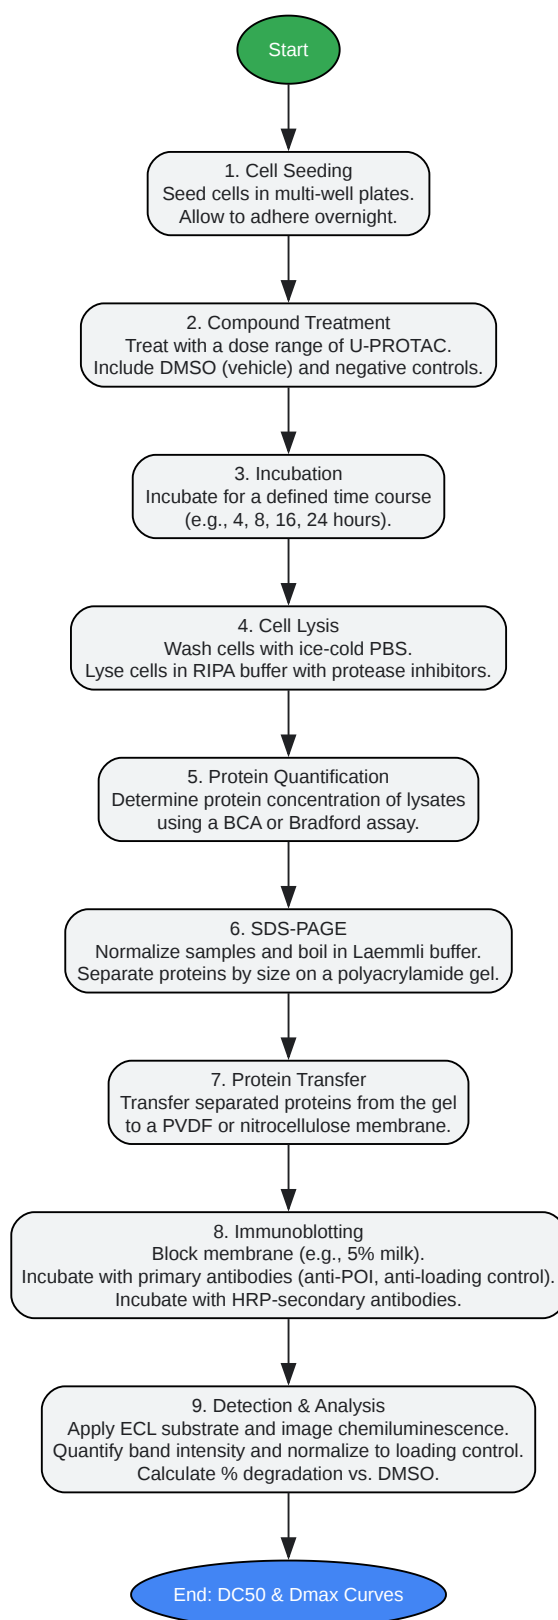 Start
1. Cell Seeding
Seed cells in multi-well plates.
Allow to adhere overnight.
2. Compound Treatment
Treat with a dose range of U-PROTAC.
Include DMSO (vehicle) and negative controls.
3. Incubation
Incubate for a defined time course
(e.g., 4, 8, 16, 24 hours).
4. Cell Lysis
Wash cells with ice-cold PBS.
Lyse cells in RIPA buffer with protease inhibitors.
5. Protein Quantification
Determine protein concentration of lysates
using a BCA or Bradford assay.
6. SDS-PAGE
Normalize samples and boil in Laemmli buffer.
Separate proteins by size on a polyacrylamide gel.
7. Protein Transfer
Transfer separated proteins from the gel
to a PVDF or nitrocellulose membrane.
8. Immunoblotting
Block membrane (e.g., 5% milk).
Incubate with primary antibodies (anti-POI, anti-loading control).
Incubate with HRP-secondary antibodies.
9. Detection & Analysis
Apply ECL substrate and image chemiluminescence.
Quantify band intensity and normalize to loading control.
Calculate % degradation vs. DMSO.
End: DC50 & Dmax Curves